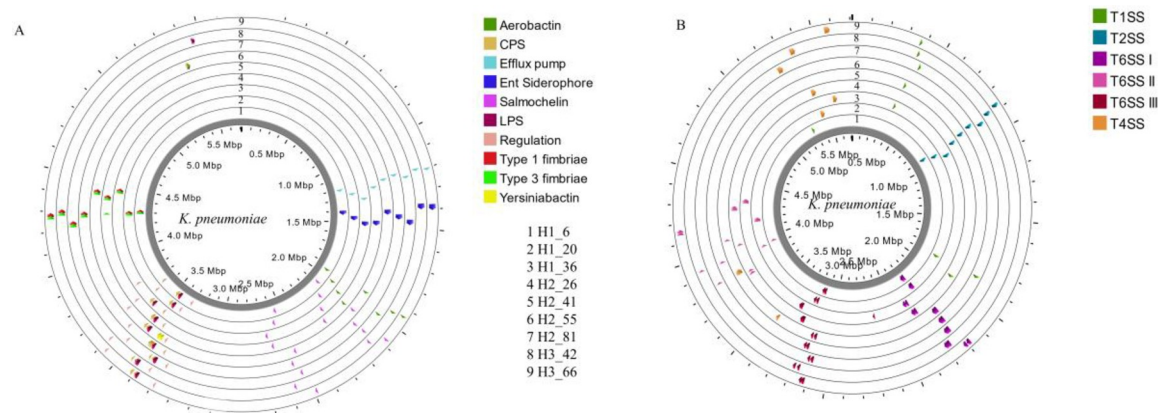 A
9
8
7
6
5
4
3
2
1
5.5 Mbp
0.5 Mbp
5.0 Mbp
1.0 Mbp
4.5 Mbp
K. pneumoniae
1.5 Mbp
4.0 Mbp
2.0 Mbp
3.5 Mbp
3.0 Mbp
2.5 Mbp
Aerobactin
CPS
Efflux pump
Ent Siderophore
Salmochelin
LPS
Regulation
Type 1 fimbriae
Type 3 fimbriae
Yersiniabactin
1 H1_6
2 H1_20
3 H1_36
4 H2_26
5 H2_41
6 H2_55
7 H2_81
8 H3_42
9 H3_66
B
9
8
7
6
5
4
3
2
1
5.5 Mbp
0.5 Mbp
5.0 Mbp
1.0 Mbp
4.5 Mbp
K. pneumoniae
1.5 Mbp
4.0 Mbp
2.0 Mbp
3.5 Mbp
3.0 Mbp
2.5 Mbp
T1SS
T2SS
T6SS I
T6SS II
T6SS III
T4SS